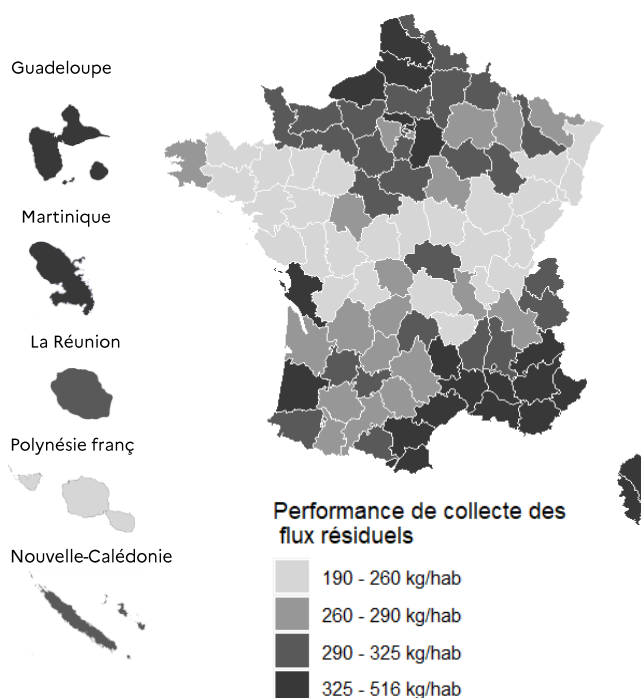 Guadeloupe
Martinique
La Réunion
Polynésie franç
Nouvelle-Calédonie
Performance de collecte des
flux résiduels
190 - 260 kg/hab
260 - 290 kg/hab
290 - 325 kg/hab
325 - 516 kg/hab